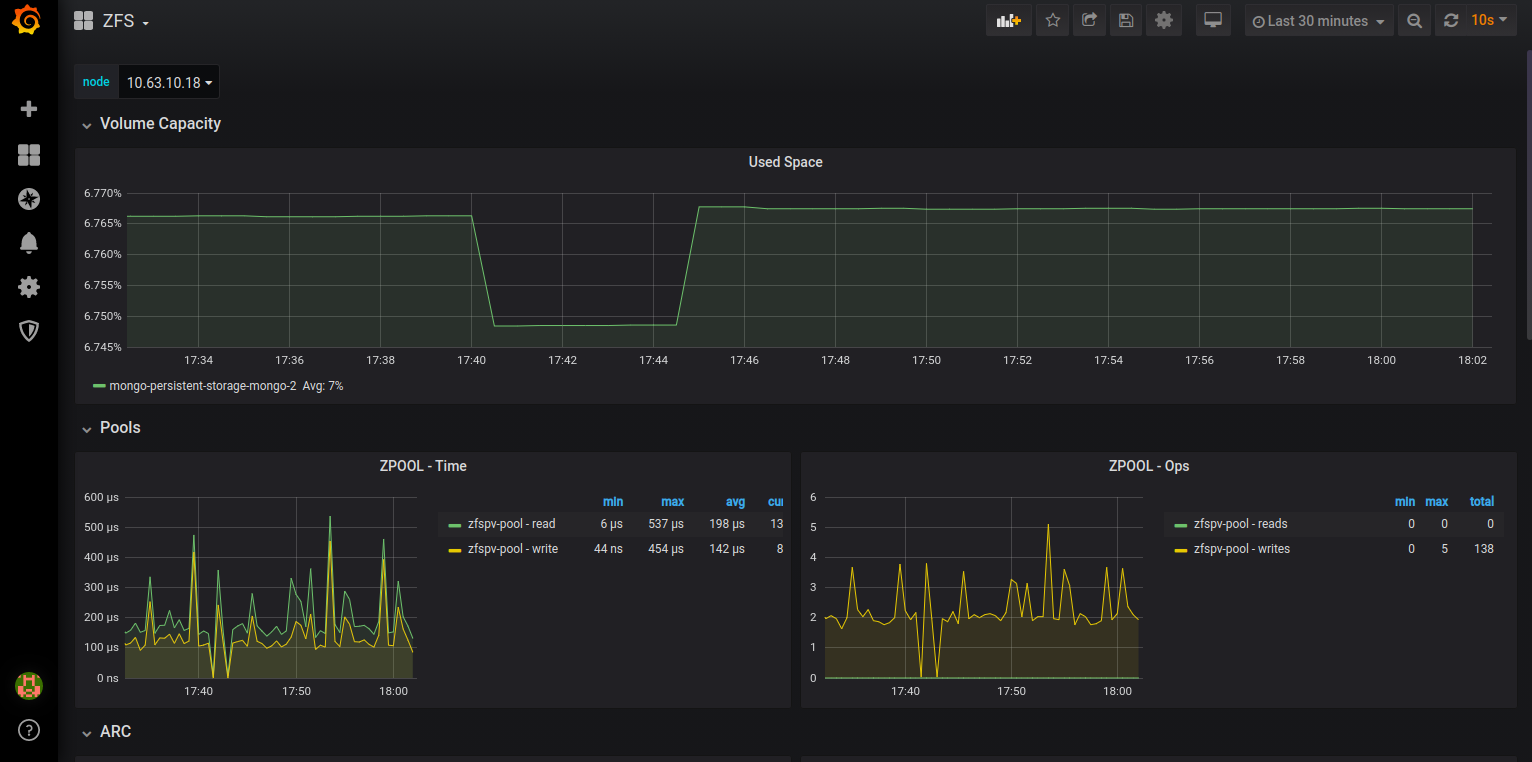 ZFS
Last 30 minutes
10s
node 10.63.10.18
Volume Capacity
Used Space
6.770%
6.765%
6.760%
6.755%
6.750%
6.745%
17:34 17:36 17:38 17:40 17:42 17:44 17:46 17:48 17:50 17:52 17:54 17:56 17:58 18:00 18:02
mongo-persistent-storage-mongo-2 Avg: 7%
Pools
ZPOOL - Time
600 µs
500 µs
400 µs
300 µs
200 µs
100 µs
0 ns
17:40 17:50 18:00
min max avg cur
zfspv-pool - read 6 µs 537 µs 198 µs 13
zfspv-pool - write 44 ns 454 µs 142 µs 8
ZPOOL - Ops
6
5
4
3
2
1
0
17:40 17:50 18:00
min max total
zfspv-pool - reads 0 0 0
zfspv-pool - writes 0 5 138
ARC
?